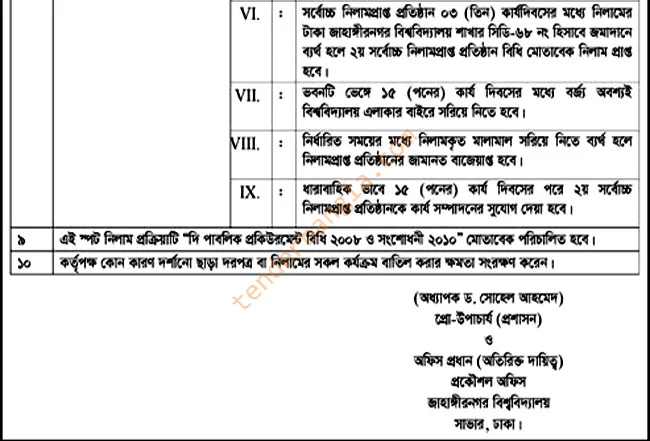 VI. : সর্বোচ্চ নিলামপ্রাপ্ত প্রতিষ্ঠান ০৩ (তিন) কার্যদিবসের মধ্যে নিলামের
টাকা জাহাঙ্গীরনগর বিশ্ববিদ্যালয় শাখার সিডি-৬৮ নং হিসাবে জমাদানে
ব্যর্থ হলে ২য় সর্বোচ্চ নিলামপ্রাপ্ত প্রতিষ্ঠান বিধি মোতাবেক নিলাম প্রাপ্ত
হবে।
VII. : ভবনটি ভেঙ্গে ১৫ (পনের) কার্য দিবসের মধ্যে বর্জ্য অবশ্যই
বিশ্ববিদ্যালয় এলাকার বাইরে সরিয়ে নিতে হবে।
VIII. : নির্ধারিত সময়ের মধ্যে নিলামকৃত মালামাল সরিয়ে নিতে ব্যর্থ হলে
নিলামপ্রাপ্ত প্রতিষ্ঠানের জামানত বাজেয়াপ্ত হবে।
IX. : ধারাবাহিক ভাবে ১৫ (পনের) কার্য দিবসের পরে ২য় সর্বোচ্চ
নিলামপ্রাপ্ত প্রতিষ্ঠানকে কার্য সম্পাদনের সুযোগ দেয়া হবে।
৯ এই স্পট নিলাম প্রক্রিয়াটি “দি পাবলিক প্রকিউরমেন্ট বিধি ২০০৮ ও সংশোধনী ২০১০” মোতাবেক পরিচালিত হবে।
১০ কর্তৃপক্ষ কোন কারণ দর্শানো ছাড়া দরপত্র বা নিলামের সকল কর্যক্রম বাতিল করার ক্ষমতা সংরক্ষণ করেন।
tenderbangla.com
(অধ্যাপক ড. সোহেল আহমেদ)
প্রো-উপাচার্য (প্রশাসন)
ও
অফিস প্রধান (অতিরিক্ত দায়িত্ব)
প্রকৌশল অফিস
জাহাঙ্গীরনগর বিশ্ববিদ্যালয়
সাভার, ঢাকা।